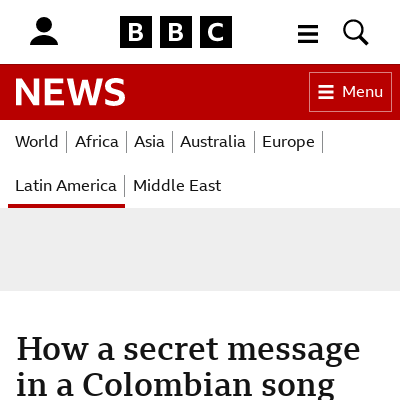 BBC
NEWS
Menu
World Africa Asia Australia Europe
Latin America Middle East
How a secret message
in a Colombian song